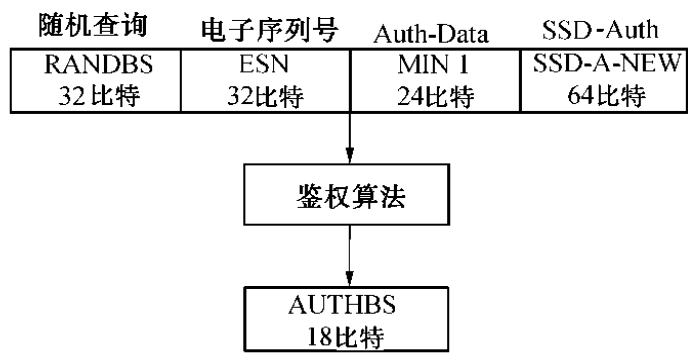 随机查询 电子序列号 Auth-Data SSD-Auth
RANDBS ESN MIN 1 SSD-A-NEW
32比特 32比特 24比特 64比特
鉴权算法
AUTHBS
18比特